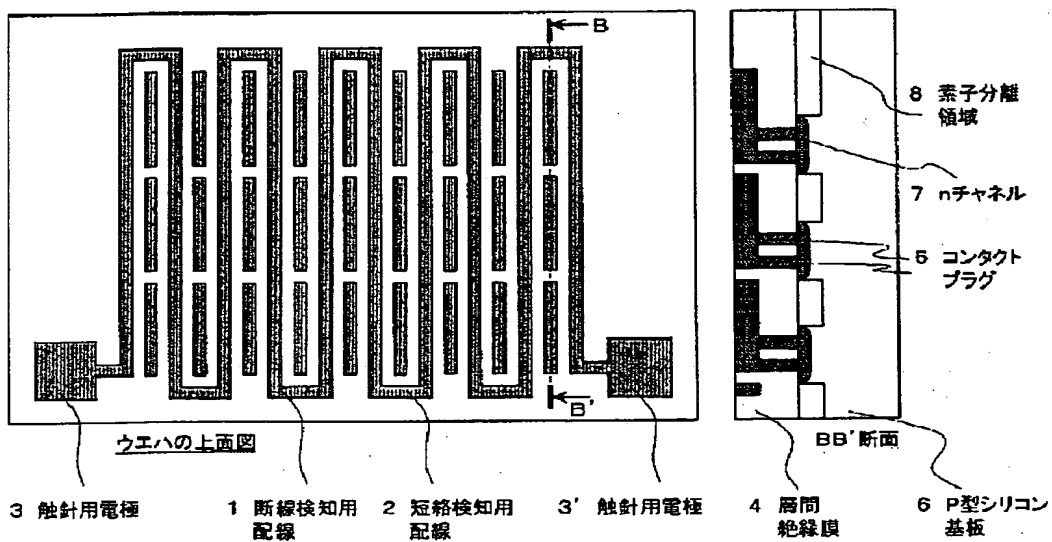 B
B'
ウエハの上面図
8 素子分離
領域
7 nチャネル
5 コンタクト
プラグ
BB'断面
3 触針用電極
1 断線検知用
配線
2 短絡検知用
配線
3' 触針用電極
4 層間
絶縁膜
6 P型シリコン
基板